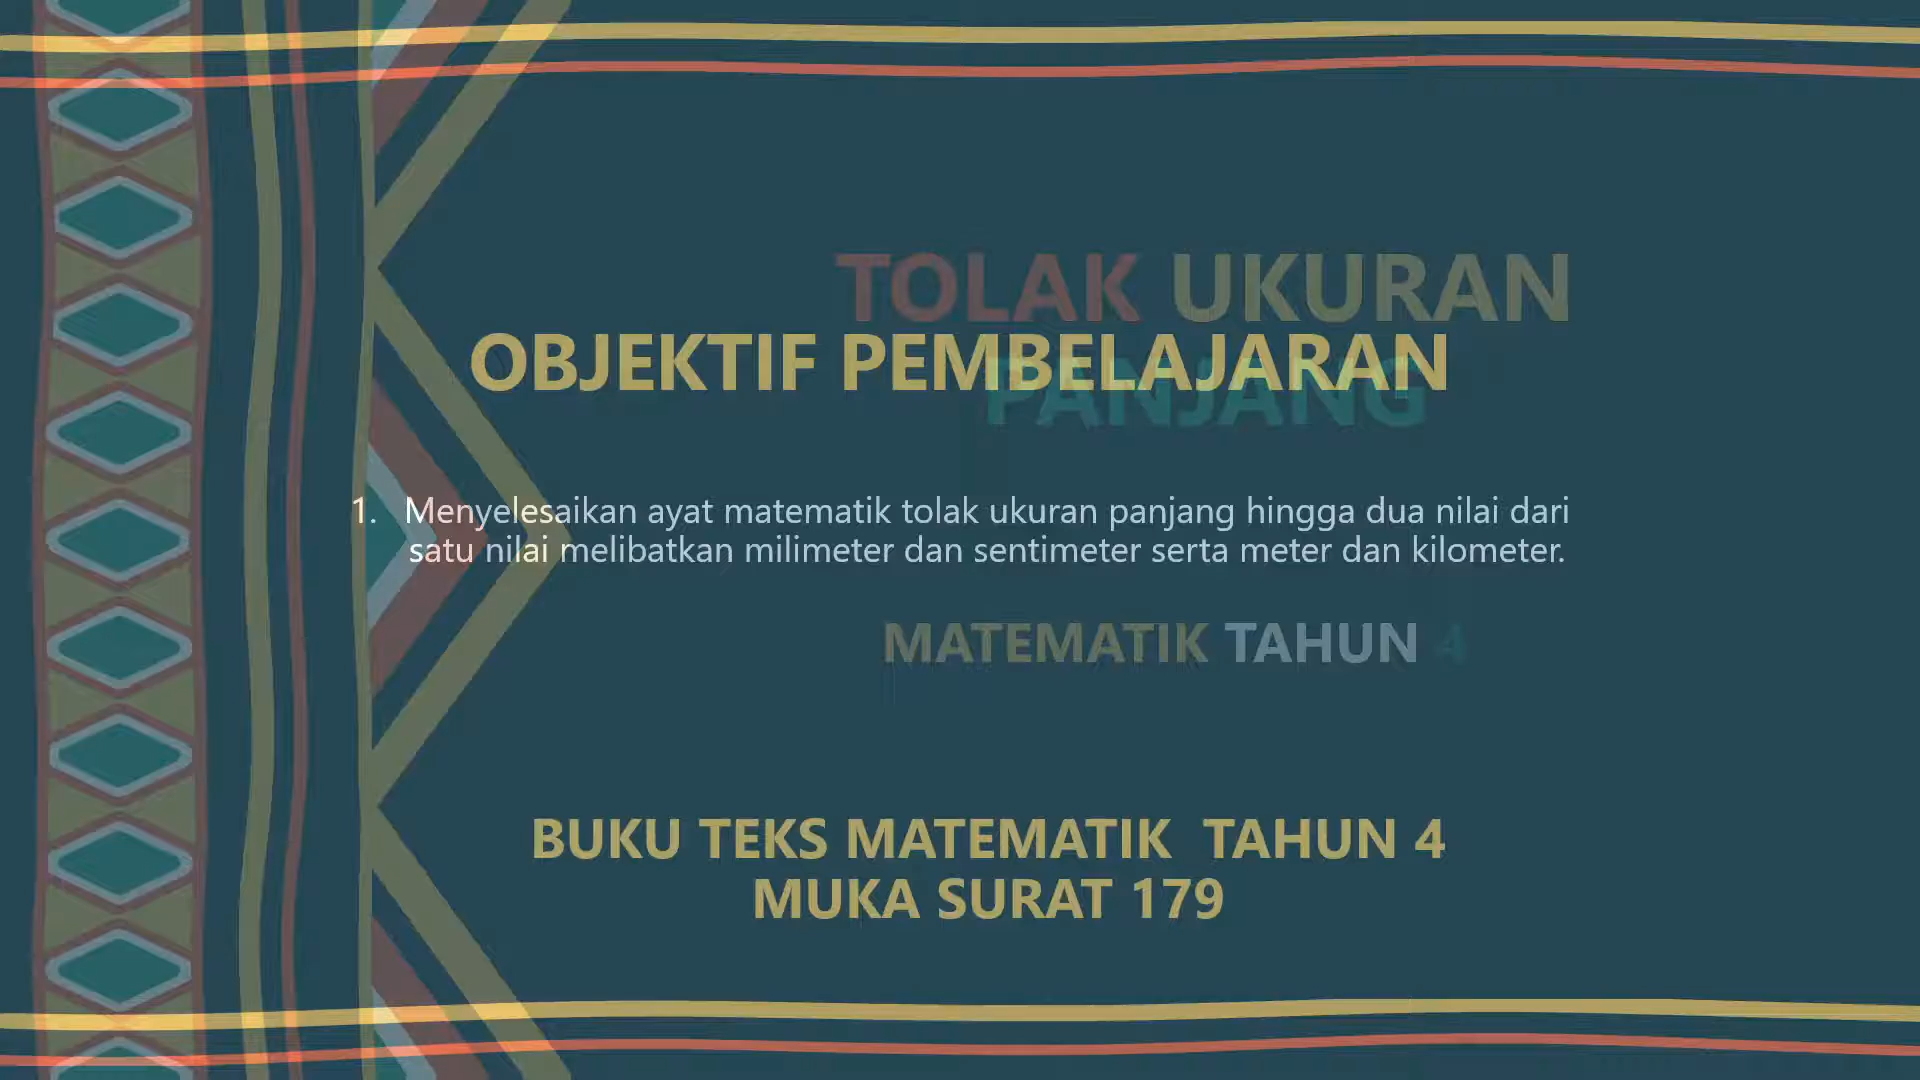 TOLAK UKURAN
PANJANG
OBJEKTIF PEMBELAJARAN
1. Menyelesaikan ayat matematik tolak ukuran panjang hingga dua nilai dari
satu nilai melibatkan milimeter dan sentimeter serta meter dan kilometer.
MATEMATIK TAHUN 4
BUKU TEKS MATEMATIK TAHUN 4
MUKA SURAT 179